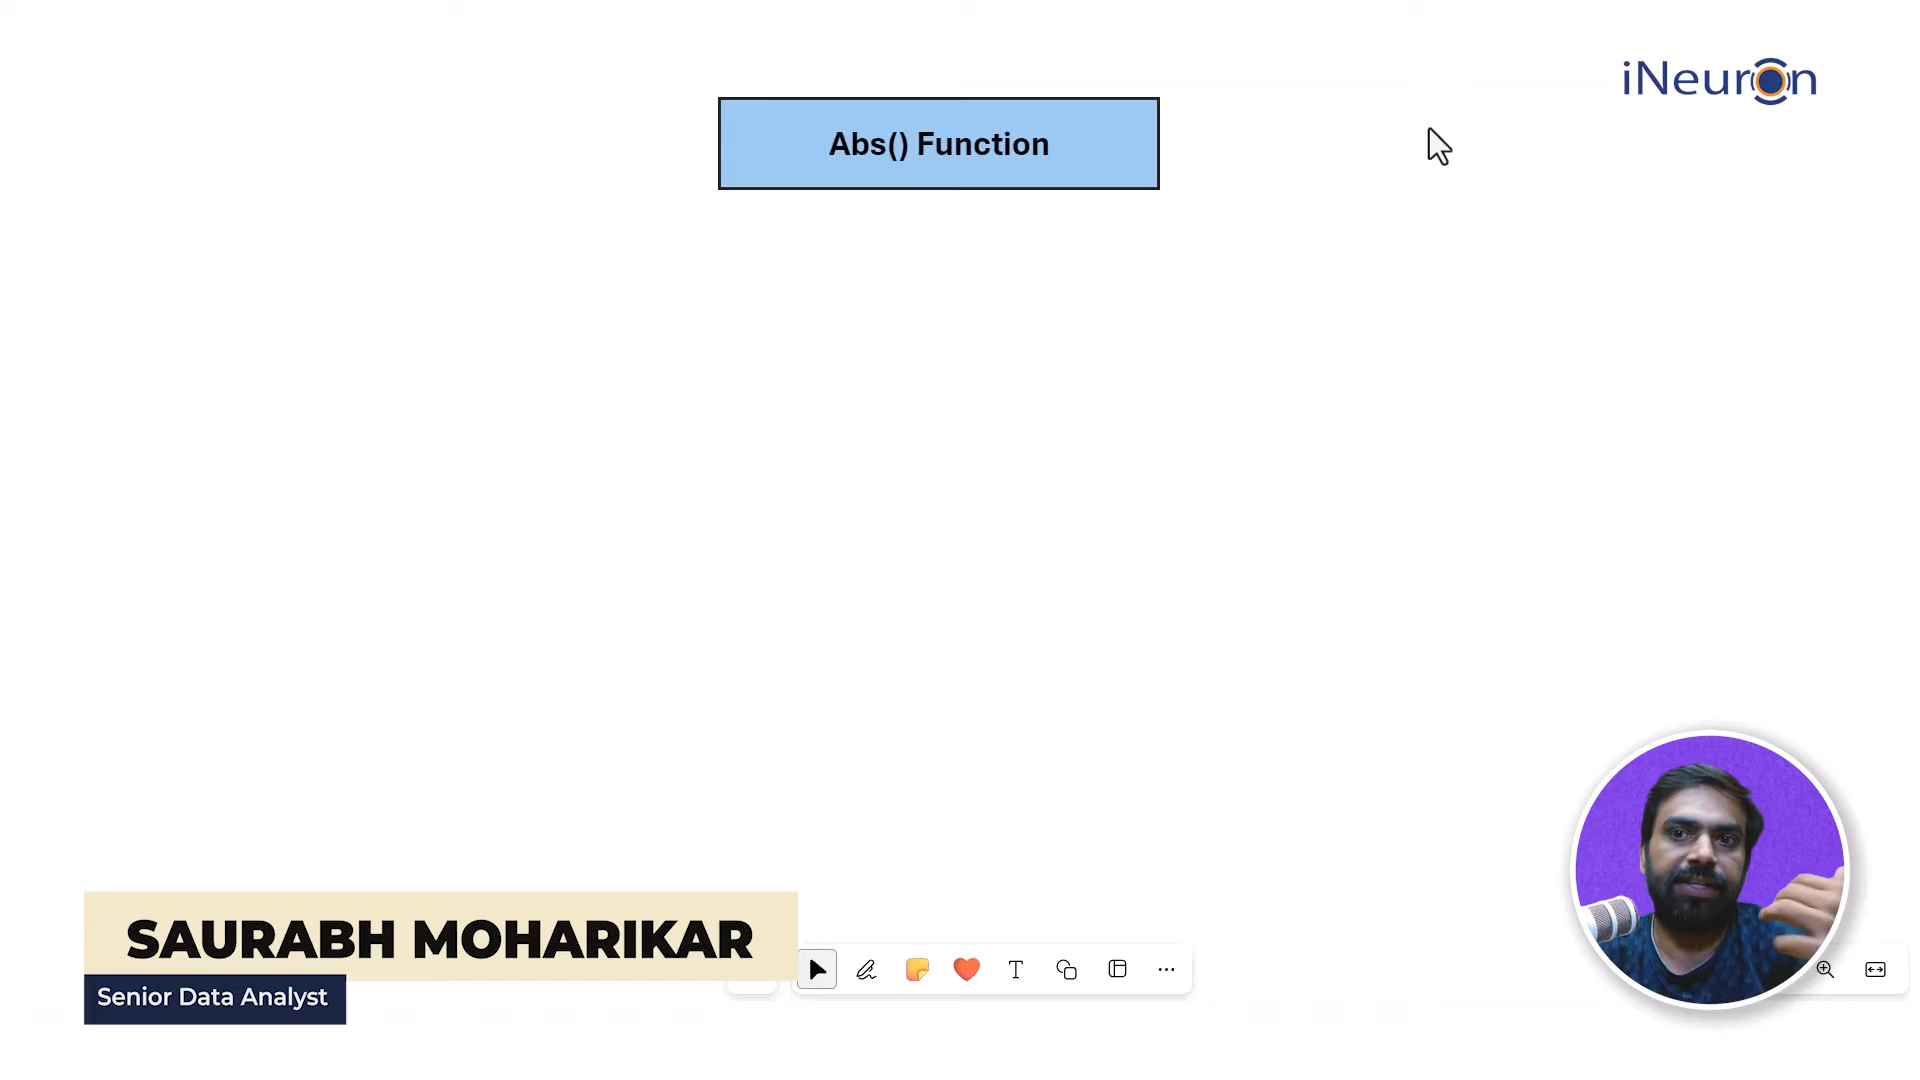 iNeuron
Abs() Function
SAURABH MOHARIKAR
Senior Data Analyst